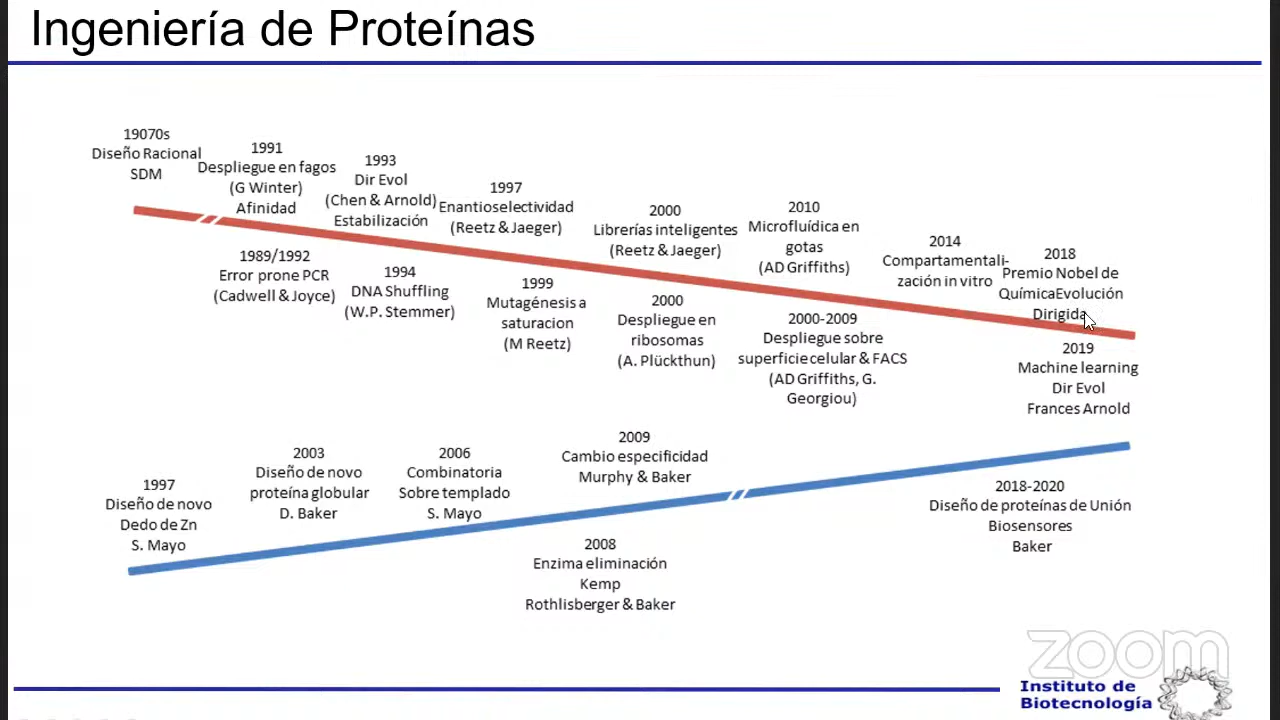 Ingeniería de Proteínas
19070s
Diseño Racional
SDM
1991
Despliegue en fagos
(G Winter)
Afinidad
1993
Dir Evol
(Chen & Arnold)
Estabilización
1997
Enantioselectividad
(Reetz & Jaeger)
2000
Librerías inteligentes
(Reetz & Jaeger)
2010
Microfluídica en
gotas
(AD Griffiths)
2014
Compartamentali-
zación in vitro
2018
Premio Nobel de
QuímicaEvolución
Dirigida
1989/1992
Error prone PCR
(Cadwell & Joyce)
1994
DNA Shuffling
(W.P. Stemmer)
1999
Mutagénesis a
saturacion
(M Reetz)
2000
Despliegue en
ribosomas
(A. Plückthun)
2000-2009
Despliegue sobre
superficie celular & FACS
(AD Griffiths, G.
Georgiou)
2019
Machine learning
Dir Evol
Frances Arnold
1997
Diseño de novo
Dedo de Zn
S. Mayo
2003
Diseño de novo
proteína globular
D. Baker
2006
Combinatoria
Sobre templado
S. Mayo
2009
Cambio especificidad
Murphy & Baker
2008
Enzima eliminación
Kemp
Rothlisberger & Baker
2018-2020
Diseño de proteínas de Unión
Biosensores
Baker
zoom
Instituto de
Biotecnología